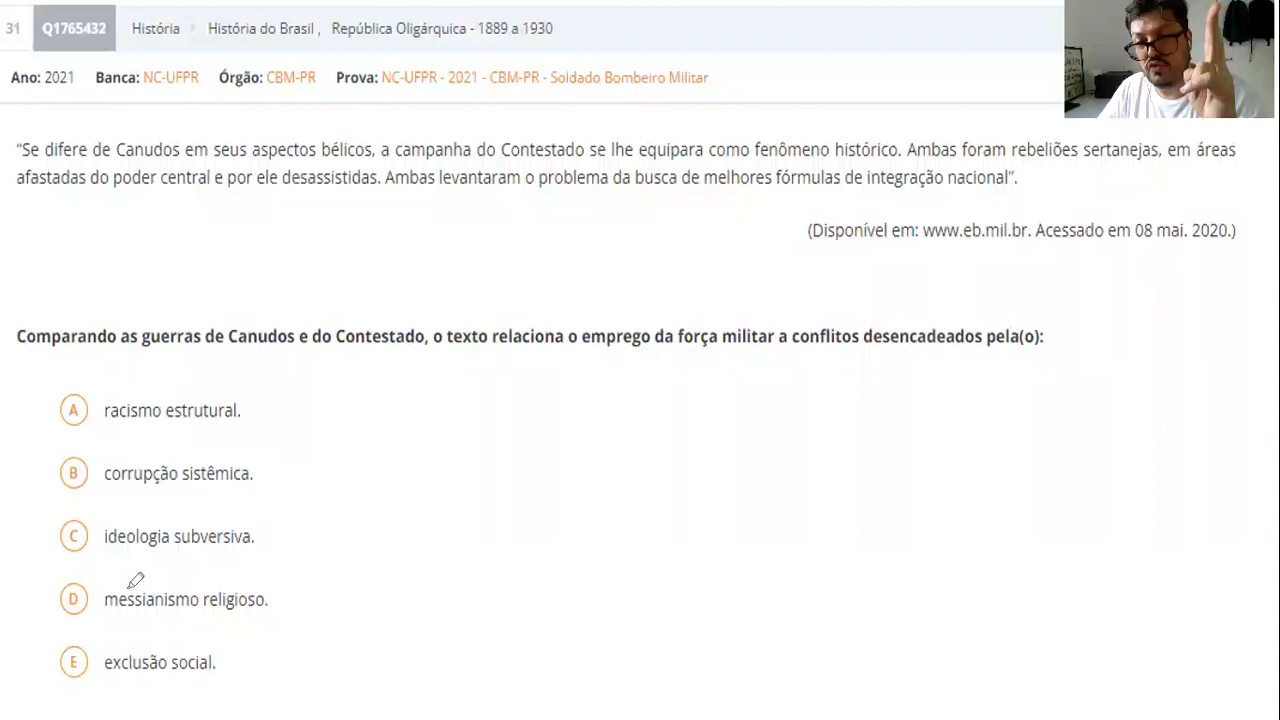 31 Q1765432 História História do Brasil , República Oligárquica - 1889 a 1930
Ano: 2021 Banca: NC-UFPR Órgão: CBM-PR Prova: NC-UFPR - 2021 - CBM-PR - Soldado Bombeiro Militar
“Se difere de Canudos em seus aspectos bélicos, a campanha do Contestado se lhe equipara como fenômeno histórico. Ambas foram rebeliões sertanejas, em áreas
afastadas do poder central e por ele desassistidas. Ambas levantaram o problema da busca de melhores fórmulas de integração nacional”.
(Disponível em: www.eb.mil.br. Acessado em 08 mai. 2020.)
Comparando as guerras de Canudos e do Contestado, o texto relaciona o emprego da força militar a conflitos desencadeados pela(o):
A racismo estrutural.
B corrupção sistêmica.
C ideologia subversiva.
D messianismo religioso.
E exclusão social.